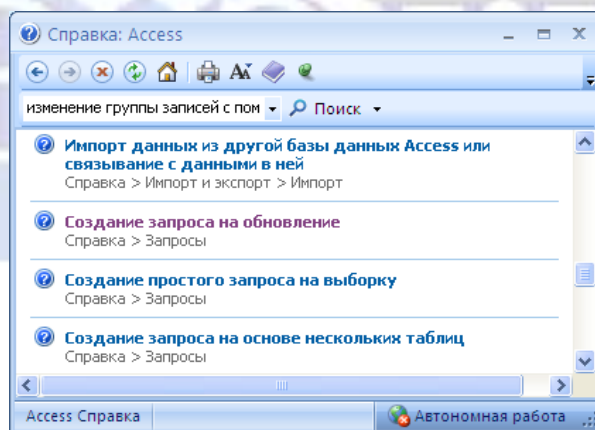 Справка: Access
изменение группы записей с пом
Поиск
Импорт данных из другой базы данных Access или
связывание с данными в ней
Справка > Импорт и экспорт > Импорт
Создание запроса на обновление
Справка > Запросы
Создание простого запроса на выборку
Справка > Запросы
Создание запроса на основе нескольких таблиц
Справка > Запросы
Access Справка
Автономная работа